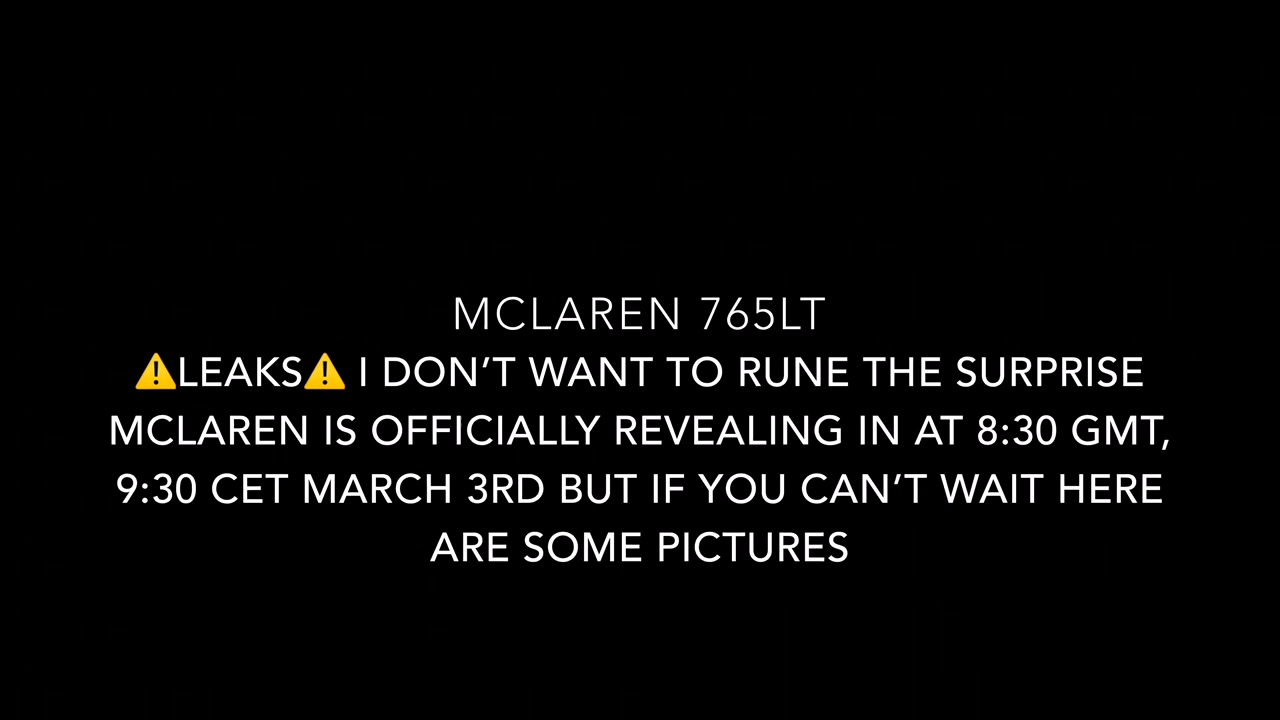 MCLAREN 765LT
⚠️LEAKS⚠️ I DON’T WANT TO RUNE THE SURPRISE
MCLAREN IS OFFICIALLY REVEALING IN AT 8:30 GMT,
9:30 CET MARCH 3RD BUT IF YOU CAN’T WAIT HERE
ARE SOME PICTURES